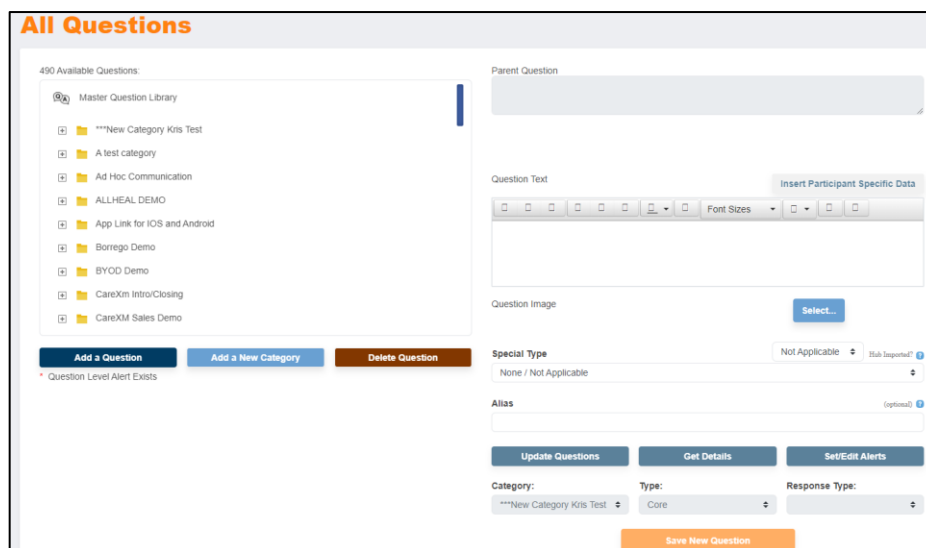 All Questions
490 Available Questions:
Master Question Library
***New Category Kris Test
A test category
Ad Hoc Communication
ALLHEAL DEMO
App Link for IOS and Android
Borrego Demo
BYOD Demo
CareXm Intro/Closing
CareXM Sales Demo
Add a Question
Add a New Category
Delete Question
* Question Level Alert Exists
Parent Question
Question Text
Insert Participant Specific Data
Font Sizes
Question Image
Select...
Special Type
Not Applicable
Hub Imported?
None / Not Applicable
Alias
(optional)
Update Questions
Get Details
Set/Edit Alerts
Category:
Type:
Response Type:
***New Category Kris Test
Core
Save New Question